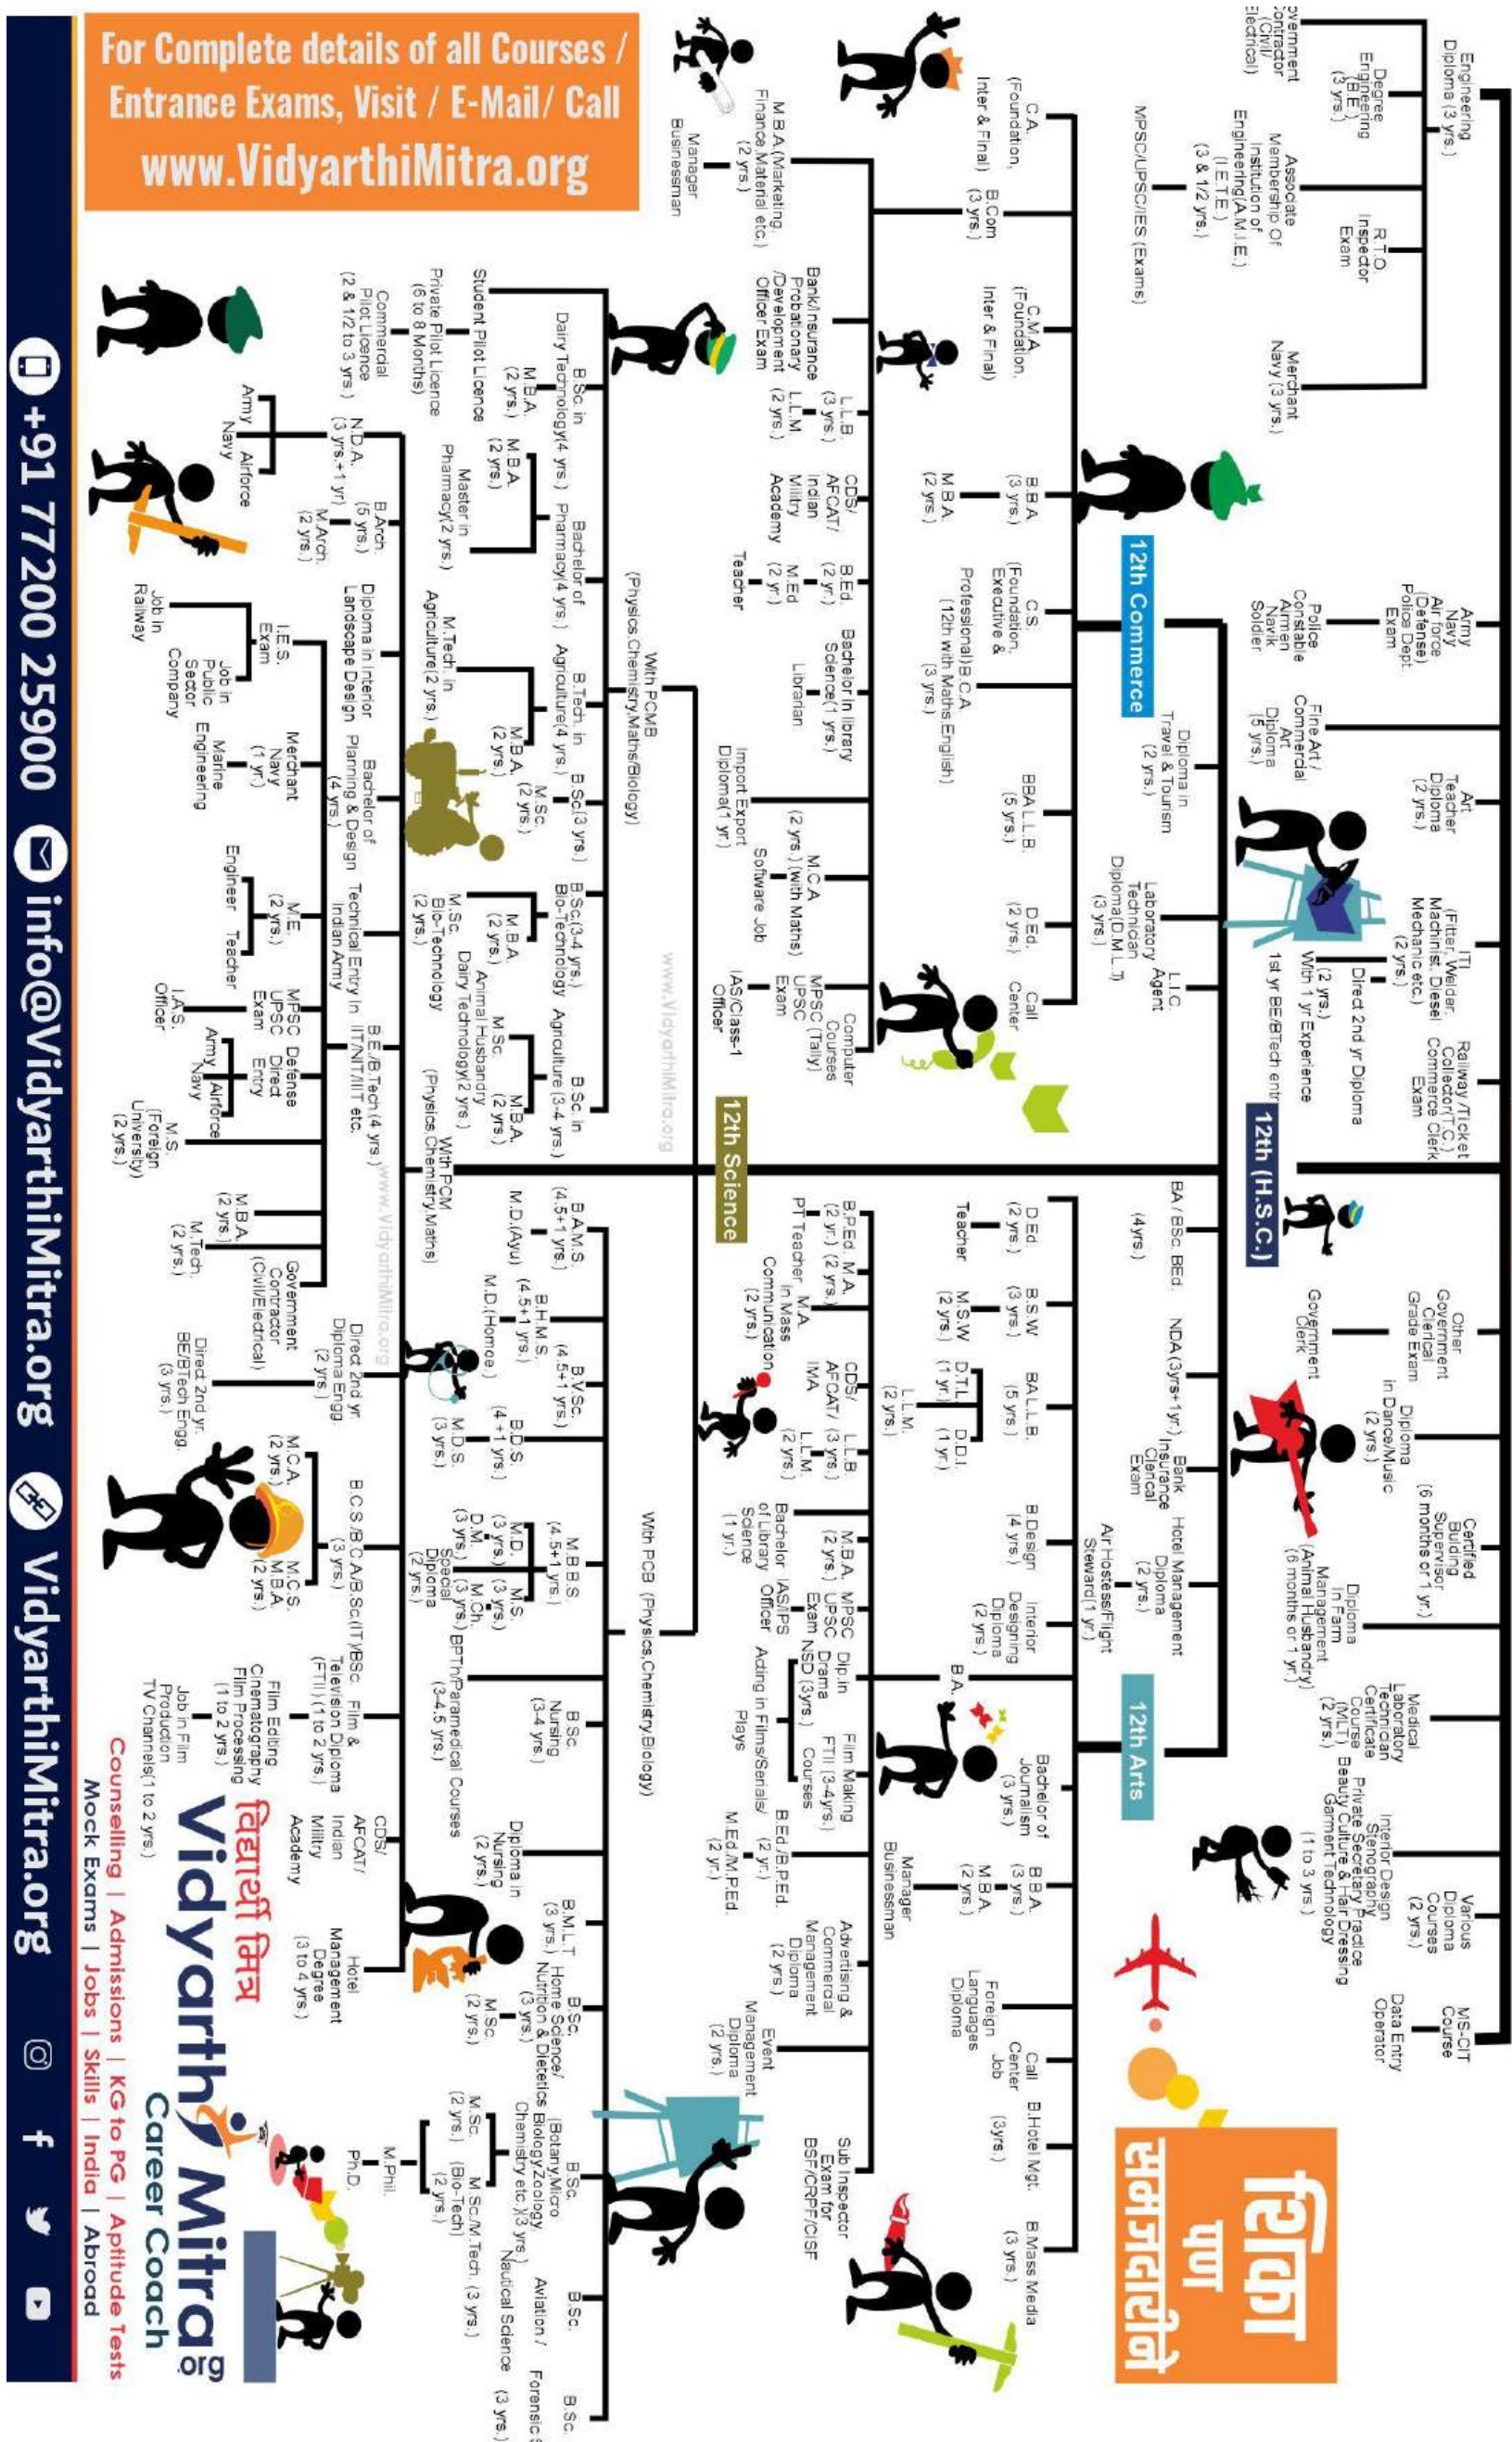 Engineering
Diploma (3 yrs.)
Degree
Engineering
(B.E.)
(3 yrs.)
R.T.O.
Inspector
Exam
Merchant
Navy (3 yrs.)
Associate
Membership Of
Institution of
Engineering(A.M.I.E.)
(I.E.T.E.)
(3 & 1/2 yrs.)
MPSC/UPSC/IES (Exams)
(Civil/
Electrical)
Army
Navy
Air force
(Defense)
Police Dept.
Exam
Police
Constable
Airmen
Navik
Soldier
Fine Art /
Commercial
Art
Diploma
(5 yrs.)
Art
Teacher
Diploma
(2 yrs.)
ITI
(Fitter, Welder,
Machinist, Diesel
Mechanic etc.)
(2 yrs.)
Direct 2nd yr Diploma
(2 yrs.)
With 1 yr Experience
1st yr BE/BTech entr
Railway /Ticket
Collector(T.C.)
Commerce Clerk
Exam
12th (H.S.C.)
Other
Government
Clerical
Grade Exam
Government
Clerk
Diploma
in Dance/Music
(2 yrs.)
Certified
Building
Supervisor
(6 months or 1 yr.)
Diploma
In Farm
Management
(Animal Husbandry)
(6 months or 1 yr.)
Medical
Laboratory
Technician
Certificate
Course
(MLT)
(2 yrs.)
Interior Design
Stenography
Private Secretary Practice
Beauty Culture & Hair Dressing
Garment Technology
(1 to 3 yrs.)
Various
Diploma
Courses
(2 yrs.)
MS-CIT
Course
Data Entry
Operator
शिका
पुण
सवनजदारीने
12th Commerce
Diploma in
Travel & Tourism
(2 yrs.)
Laboratory
Technician
Diploma(D.M.L.T)
(3 yrs.)
L.I.C.
Agent
BA / BSc. BEd.
(4yrs.)
NDA (3yrs+1yr.)
Bank
Insurance
Clerical
Exam
Hotel Management
Diploma
(2 yrs.)
Air Hostess/Flight
Steward(1 yr.)
12th Arts
C.A.
(Foundation,
Inter & Final)
B.Com
(3 yrs.)
C.M.A.
(Foundation,
Inter & Final)
B.B.A
(3 yrs.)
M.B.A.
(2 yrs.)
C.S.
(Foundation,
Executive &
Professional)
B.C.A.
(12th with Maths,English)
(3 yrs.)
BBA L.L.B.
(5 yrs.)
D.Ed.
(2 yrs.)
Call
Center
D.Ed.
(2 yrs.)
Teacher
B.S.W
(3 yrs.)
M.S.W
(2 yrs.)
BA L.L.B.
(5 yrs.)
D.T.L.
(1 yr.)
D.D.I.
(1 yr.)
L.L.M.
(2 yrs.)
B.Design
(4 yrs.)
Interior
Designing
Diploma
(2 yrs.)
B.A.
Bachelor of
Journalism
(3 yrs.)
B.B.A.
(3 yrs.)
M.B.A.
(2 yrs.)
Manager
Businessman
Foreign
Languages
Diploma
Call
Center
Job
B.Hotel Mgt.
(3yrs.)
B.Mass Media
(3 yrs.)
M.B.A.(Marketing,
Finance,Material etc.)
(2 yrs.)
Manager
Businessman
Bank/Insurance
Probationary
/Development
Officer Exam
L.L.B.
(3 yrs.)
L.L.M.
(2 yrs.)
CDS/
AFCAT/
Indian
Militry
Academy
B.Ed.
(2 yr.)
M.Ed
(2 yr.)
Teacher
Bachelor in library
Science(1 yrs.)
Librarian
Import Export
Diploma(1 yr.)
M.C.A
(2 yrs.) (with Maths)
Software Job
Computer
Courses
(Tally)
MPSC
UPSC
Exam
IAS/Class-1
Officer
B.P.Ed.
(2 yr.)
PT Teacher
M.A.
(2 yrs.)
M.A.
in Mass
Communication
(2 yrs.)
CDS/
AFCAT/
IMA
L.L.B
(3 yrs.)
L.L.M.
(2 yrs.)
Bachelor
of Library
Science
(1 yr.)
M.B.A.
(2 yrs.)
MPSC
UPSC
Exam
IAS/IPS
Officer
Dip.in
Drama
NSD (3yrs.)
Film Making
FTII (3-4yrs.)
Courses
Acting in Films/Serials/
Plays
B.Ed./B.P.Ed.
(2 yr.)
M.Ed./M.P.Ed.
(2 yr.)
Advertising &
Commercial
Management
Diploma
(2 yrs.)
Event
Management
Diploma
(2 yrs.)
Sub Inspector
Exam for
BSF/CRPF/CISF
12th Science
www.VidyarthiMitra.org
With PCMB
(Physics,Chemistry,Maths/Biology)
With PCB (Physics,Chemistry,Biology)
Student Pilot Licence
Private Pilot Licence
(6 to 8 Months)
Commercial
Pilot Licence
(2 & 1/2 to 3 yrs.)
B.Sc. in
Dairy Technology(4 yrs.)
M.B.A.
(2 yrs.)
Bachelor of
Pharmacy(4 yrs.)
M.B.A.
(2 yrs.)
Master in
Pharmacy(2 yrs.)
B.Tech. in
Agriculture(4 yrs.)
M.Tech. in
Agriculture(2 yrs.)
M.B.A.
(2 yrs.)
B.Sc.(3 yrs.)
M.Sc.
(2 yrs.)
B.Sc.(3-4 yrs.)
Bio-Technology
M.B.A.
(2 yrs.)
M.Sc.
Bio-Technology
(2 yrs.)
B.Sc. in
Agriculture (3-4 yrs.)
M.Sc.
Animal Husbandry
Dairy Technology(2 yrs.)
M.B.A.
(2 yrs.)
B.A.M.S.
(4.5+1 yrs.)
M.D.(Ayu)
B.H.M.S.
(4.5+1 yrs.)
M.D.(Homoe.)
B.V.Sc.
(4.5+1 yrs.)
B.D.S.
(4 +1 yrs.)
M.D.S.
(3 yrs.)
M.B.B.S
(4.5+1 yrs.)
M.D.
(3 yrs.)
M.S.
(3 yrs.)
D.M.
(3 yrs.)
M.Ch.
(3 yrs.)
Special
Diploma
(2 yrs.)
BPTh/Paramedical Courses
(3-4.5 yrs.)
B.Sc.
Nursing
(3-4 yrs.)
Diploma in
Nursing
(2 yrs.)
B.M.L.T
(3 yrs.)
B.Sc.
Home Science/
Nutrition & Dietetics
(3 yrs.)
M.Sc.
(2 yrs.)
B.Sc.
(Botany,Micro
Biology,Zoology,
Chemistry etc.)(3 yrs.)
M.Sc.
(2 yrs.)
M.Sc./M.Tech.
(Bio-Tech)
(2 yrs.)
M.Phil.
Ph.D.
B.Sc.
Aviation /
Nautical Science
(3 yrs.)
B.Sc.
Forensic
(3 yrs.)
With PCM
(Physics,Chemistry,Maths)
www.VidyarthiMitra.org
N.D.A.
(3 yrs.+1 yr)
Army
Airforce
Navy
B.Arch.
(5 yrs.)
M.Arch.
(2 yrs.)
Diploma in Interior
Landscape Design
Bachelor of
Planning & Design
(4 yrs.)
Technical Entry In
Indian Army
B.E./B.Tech.(4 yrs.)
IIT/NIT/IIIT etc.
I.E.S.
Exam
Job in
Railway
Job in
Public
Sector
Company
Merchant
Navy
(1 yr.)
Marine
Engineering
M.E.
(2 yrs.)
Engineer
Teacher
MPSC
UPSC
Exam
I.A.S.
Officer
Defense
Direct
Entry
Army
Airforce
Navy
M.S.
(Foreign
University)
(2 yrs.)
M.B.A.
(2 yrs.)
M.Tech.
(2 yrs.)
Government
Contractor
(Civil/Electrical)
Direct 2nd yr.
Diploma Engg.
(2 yrs.)
Direct 2nd yr.
BE/BTech Engg.
(3 yrs.)
B.C.S./B.C.A/B.Sc.(IT)/BSc.
(3 yrs.)
M.C.A.
(2 yrs.)
M.C.S.
M.B.A.
(2 yrs.)
Film &
Television Diploma
(FTII) (1 to 2 yrs.)
Film Editing
Cinematography
Film Processing
(1 to 2 yrs.)
Job in Film
Production
TV Channels(1 to 2 yrs.)
CDS/
AFCAT/
Indian
Militry
Academy
Hotel
Management
Degree
(3 to 4 yrs.)
For Complete details of all Courses /
Entrance Exams, Visit / E-Mail/ Call
www.VidyarthiMitra.org
विद्यार्थी मित्र
Vidyarthi Mitra.org
Career Coach
Counselling | Admissions | KG to PG | Aptitude Tests
Mock Exams | Jobs | Skills | India | Abroad
+91 77200 25900 info@VidyarthiMitra.org VidyarthiMitra.org